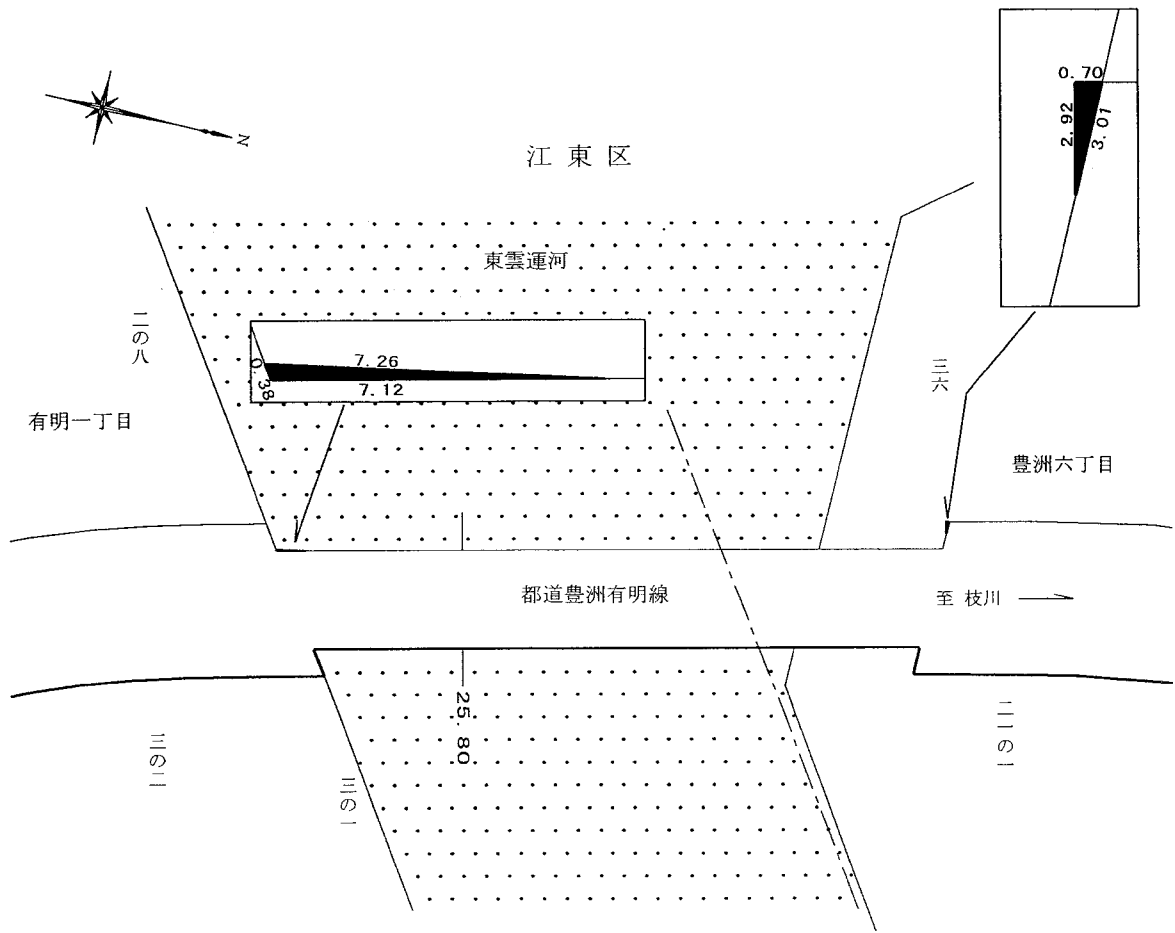 0.70
2.92
3.01
N
江東区
東雲運河
二の八
7.26
0.38
7.12
三六
有明一丁目
豊洲六丁目
都道豊洲有明線
至 枝川
25.80
三の二
三の一
二一の一